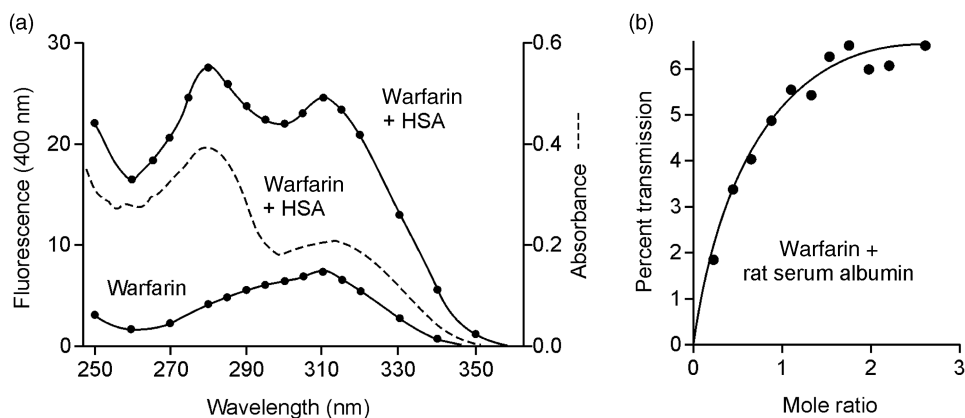 (a)
30
20
10
0
Fluorescence (400 nm)
250
270
290
310
330
350
Wavelength (nm)
Warfarin
+ HSA
Warfarin
+ HSA
Warfarin
0.6
0.4
0.2
0.0
Absorbance ----
(b)
6
5
4
3
2
1
0
Percent transmission
Warfarin +
rat serum albumin
0
1
2
3
Mole ratio